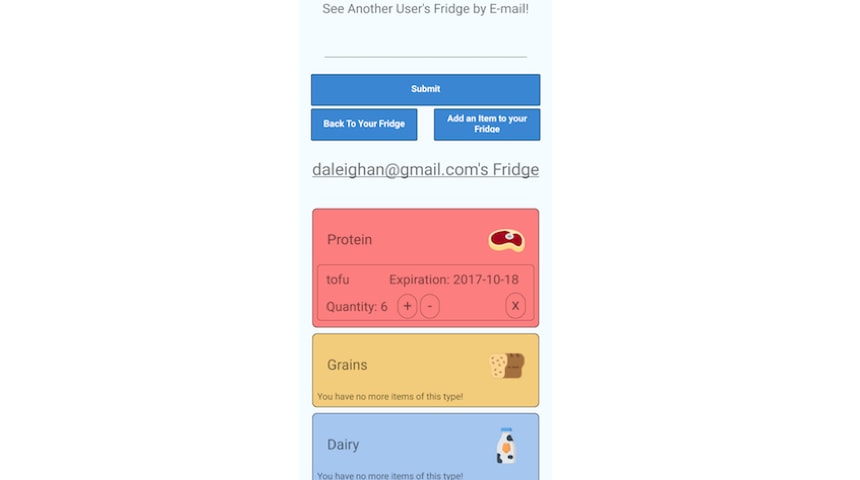 See Another User's Fridge by E-mail!
Submit
Back To Your Fridge
Add an Item to your
Fridge
daleighan@gmail.com's Fridge
Protein
tofu Expiration: 2017-10-18
Quantity: 6 + - X
Grains
You have no more items of this type!
Dairy
You have no more items of this type!